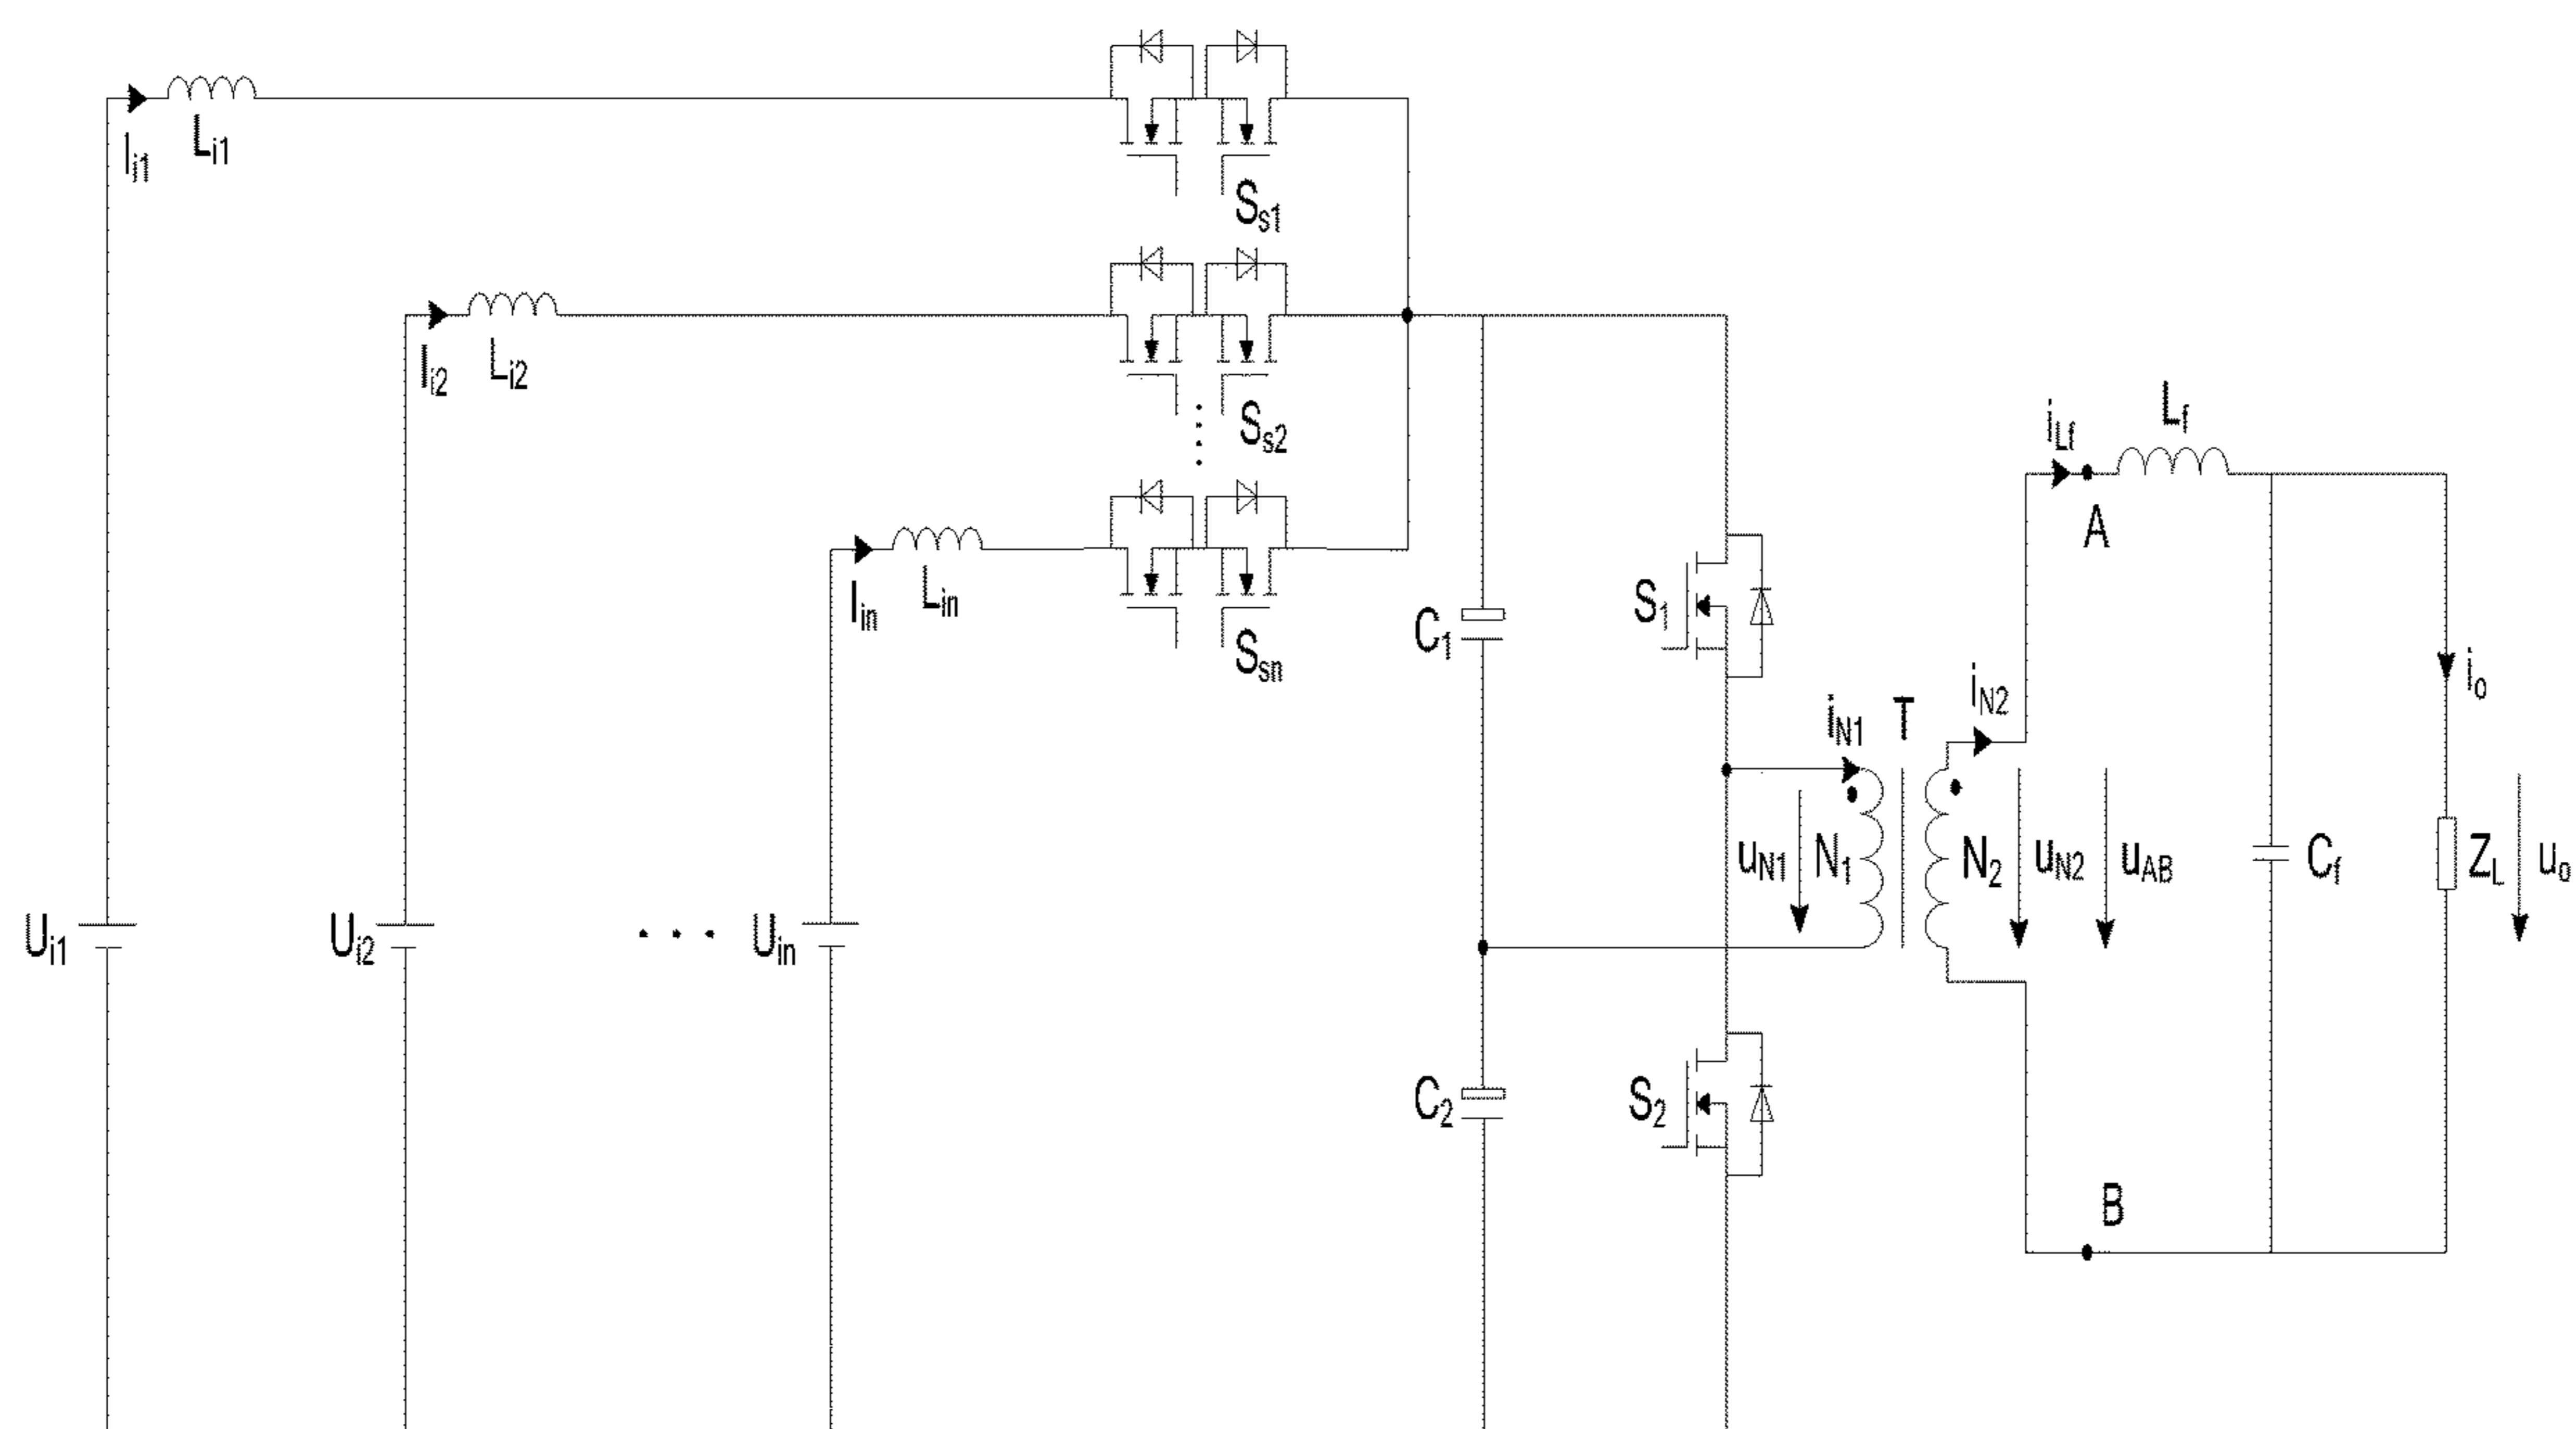 Ii1
Li1
Ss1
Ii2
Li2
Ss2
Iin
Lin
Ssn
Ui1
Ui2
Uin
C1
C2
S1
S2
iN1
T
iN2
uN1
N1
N2
uN2
uAB
iLf
Lf
A
B
Cf
io
ZL
uo